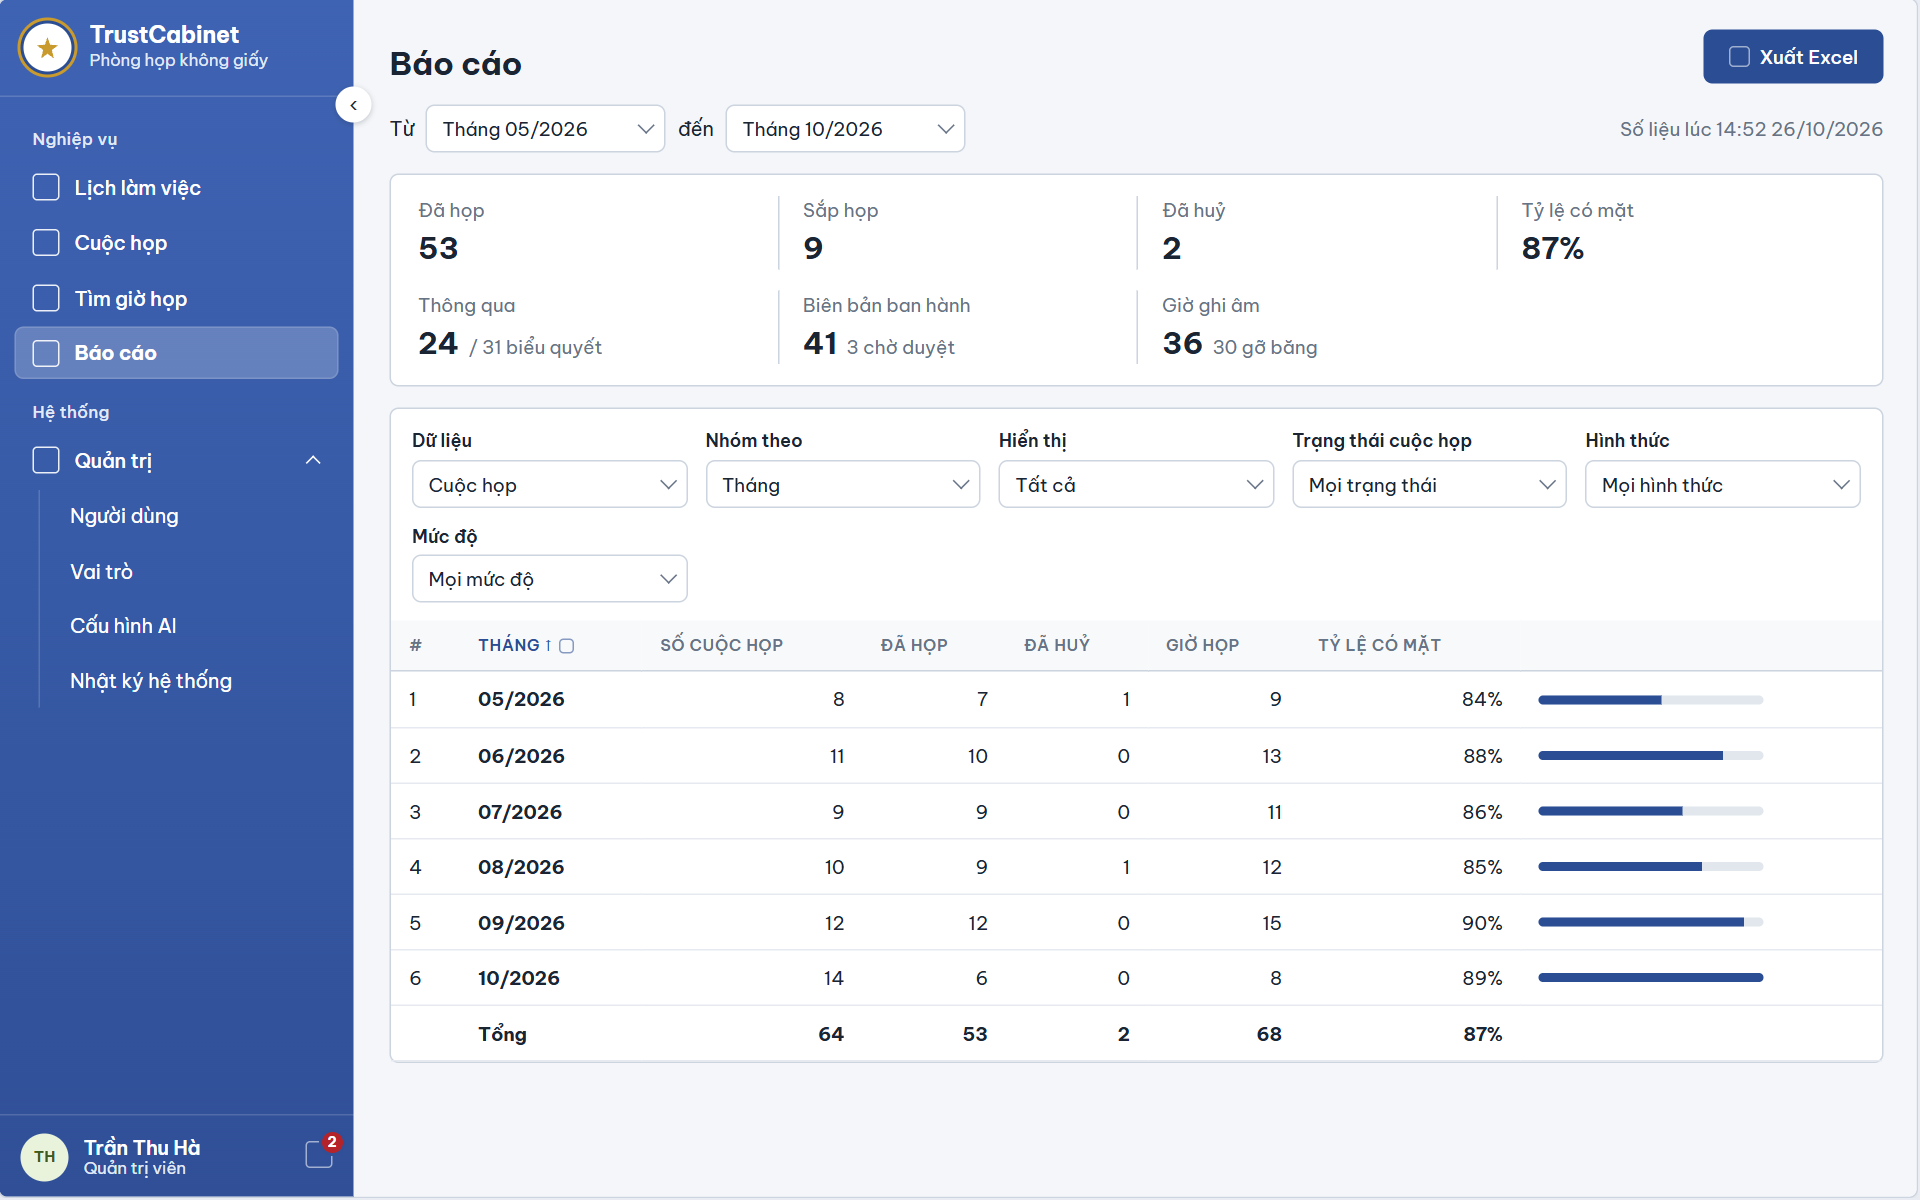 TrustCabinet
Phòng họp không giấy
Nghiệp vụ
Lịch làm việc
Cuộc họp
Tìm giờ họp
Báo cáo
Hệ thống
Quản trị
Người dùng
Vai trò
Cấu hình AI
Nhật ký hệ thống
TH
Trần Thu Hà
Quản trị viên
2
Báo cáo
Xuất Excel
Từ Tháng 05/2026 đến Tháng 10/2026
Số liệu lúc 14:52 26/10/2026
Đã họp Sắp họp Đã huỷ Tỷ lệ có mặt
53 9 2 87%
Thông qua Biên bản ban hành Giờ ghi âm
24 / 31 biểu quyết 41 3 chờ duyệt 36 30 gỡ băng
Dữ liệu Nhóm theo Hiển thị Trạng thái cuộc họp Hình thức
Cuộc họp Tháng Tất cả Mọi trạng thái Mọi hình thức
Mức độ
Mọi mức độ
# THÁNG ↑ SỐ CUỘC HỌP ĐÃ HỌP ĐÃ HUỶ GIỜ HỌP TỶ LỆ CÓ MẶT
1 05/2026 8 7 1 9 84%
2 06/2026 11 10 0 13 88%
3 07/2026 9 9 0 11 86%
4 08/2026 10 9 1 12 85%
5 09/2026 12 12 0 15 90%
6 10/2026 14 6 0 8 89%
Tổng 64 53 2 68 87%